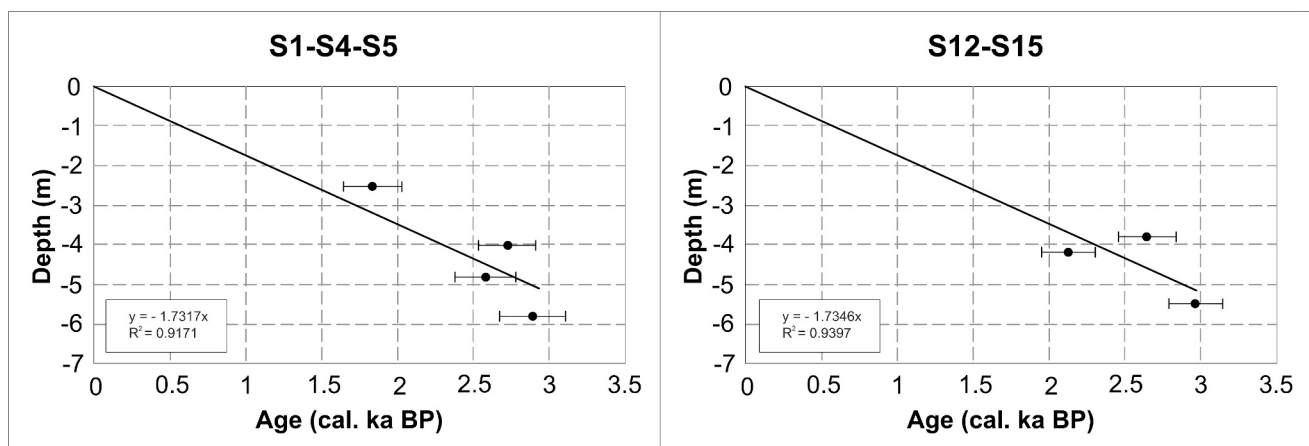 S1-S4-S5
0
-1
-2
-3
-4
-5
-6
-7
Depth (m)
y = - 1.7317x
R² = 0.9171
0 0.5 1 1.5 2 2.5 3 3.5
Age (cal. ka BP)
S12-S15
0
-1
-2
-3
-4
-5
-6
-7
Depth (m)
y = - 1.7346x
R² = 0.9397
0 0.5 1 1.5 2 2.5 3 3.5
Age (cal. ka BP)